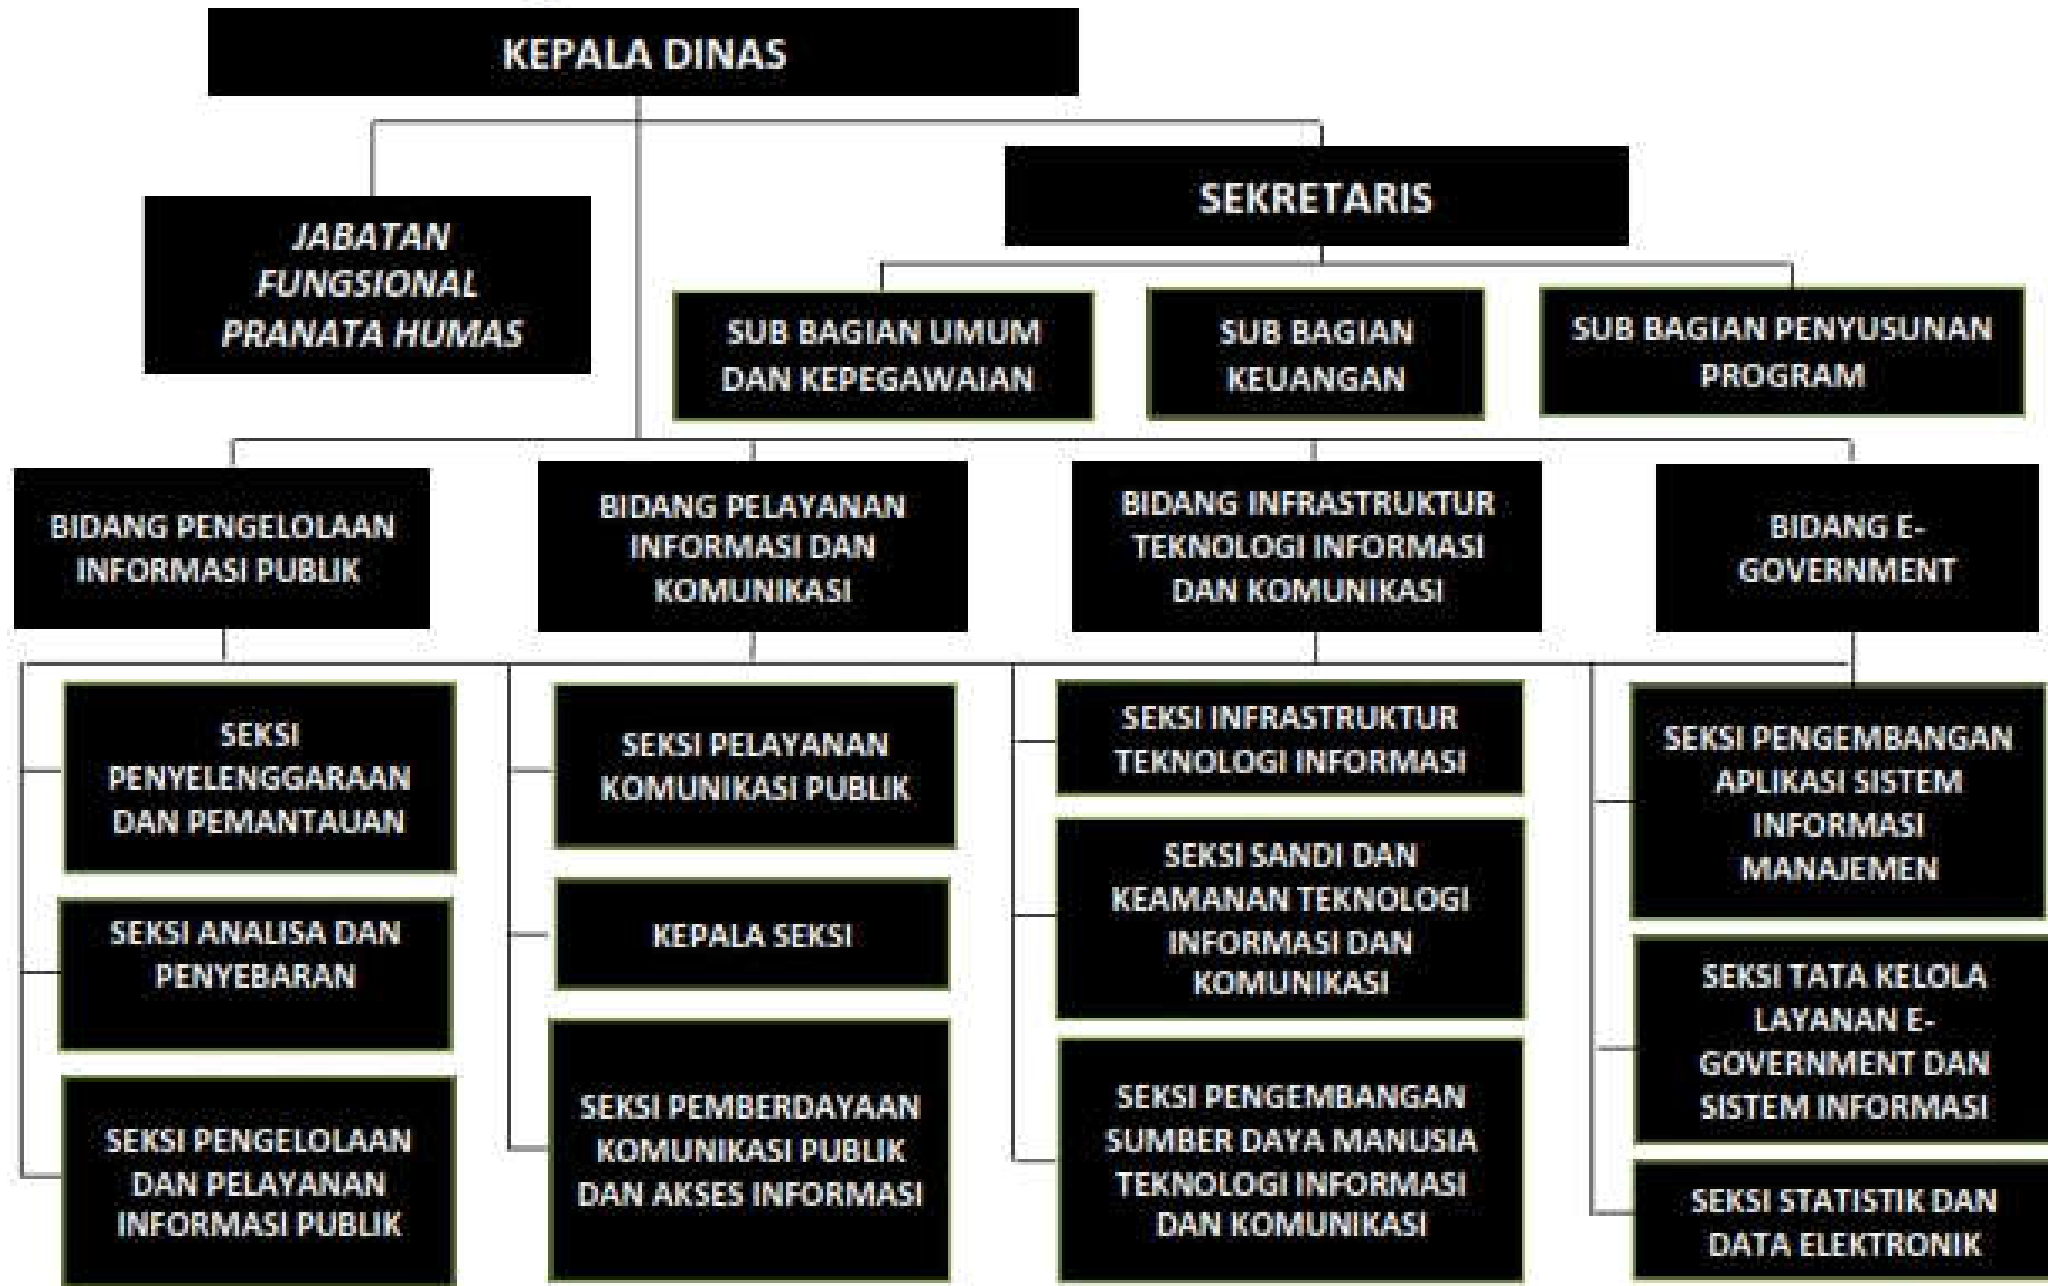 KEPALA DINAS
SEKRETARIS
JABATAN
FUNGSIONAL
PRANATA HUMAS
SUB BAGIAN UMUM
DAN KEPEGAWAIAN
SUB BAGIAN
KEUANGAN
SUB BAGIAN PENYUSUNAN
PROGRAM
BIDANG PENGELOLAAN
INFORMASI PUBLIK
BIDANG PELAYANAN
INFORMASI DAN
KOMUNIKASI
BIDANG INFRASTRUKTUR
TEKNOLOGI INFORMASI
DAN KOMUNIKASI
BIDANG E-
GOVERNMENT
SEKSI
PENYELENGGARAAN
DAN PEMANTAUAN
SEKSI ANALISA DAN
PENYEBARAN
SEKSI PENGELOLAAN
DAN PELAYANAN
INFORMASI PUBLIK
SEKSI PELAYANAN
KOMUNIKASI PUBLIK
KEPALA SEKSI
SEKSI PEMBERDAYAAN
KOMUNIKASI PUBLIK
DAN AKSES INFORMASI
SEKSI INFRASTRUKTUR
TEKNOLOGI INFORMASI
SEKSI SANDI DAN
KEAMANAN TEKNOLOGI
INFORMASI DAN
KOMUNIKASI
SEKSI PENGEMBANGAN
SUMBER DAYA MANUSIA
TEKNOLOGI INFORMASI
DAN KOMUNIKASI
SEKSI PENGEMBANGAN
APLIKASI SISTEM
INFORMASI
MANAJEMEN
SEKSI TATA KELOLA
LAYANAN E-
GOVERNMENT DAN
SISTEM INFORMASI
SEKSI STATISTIK DAN
DATA ELEKTRONIK